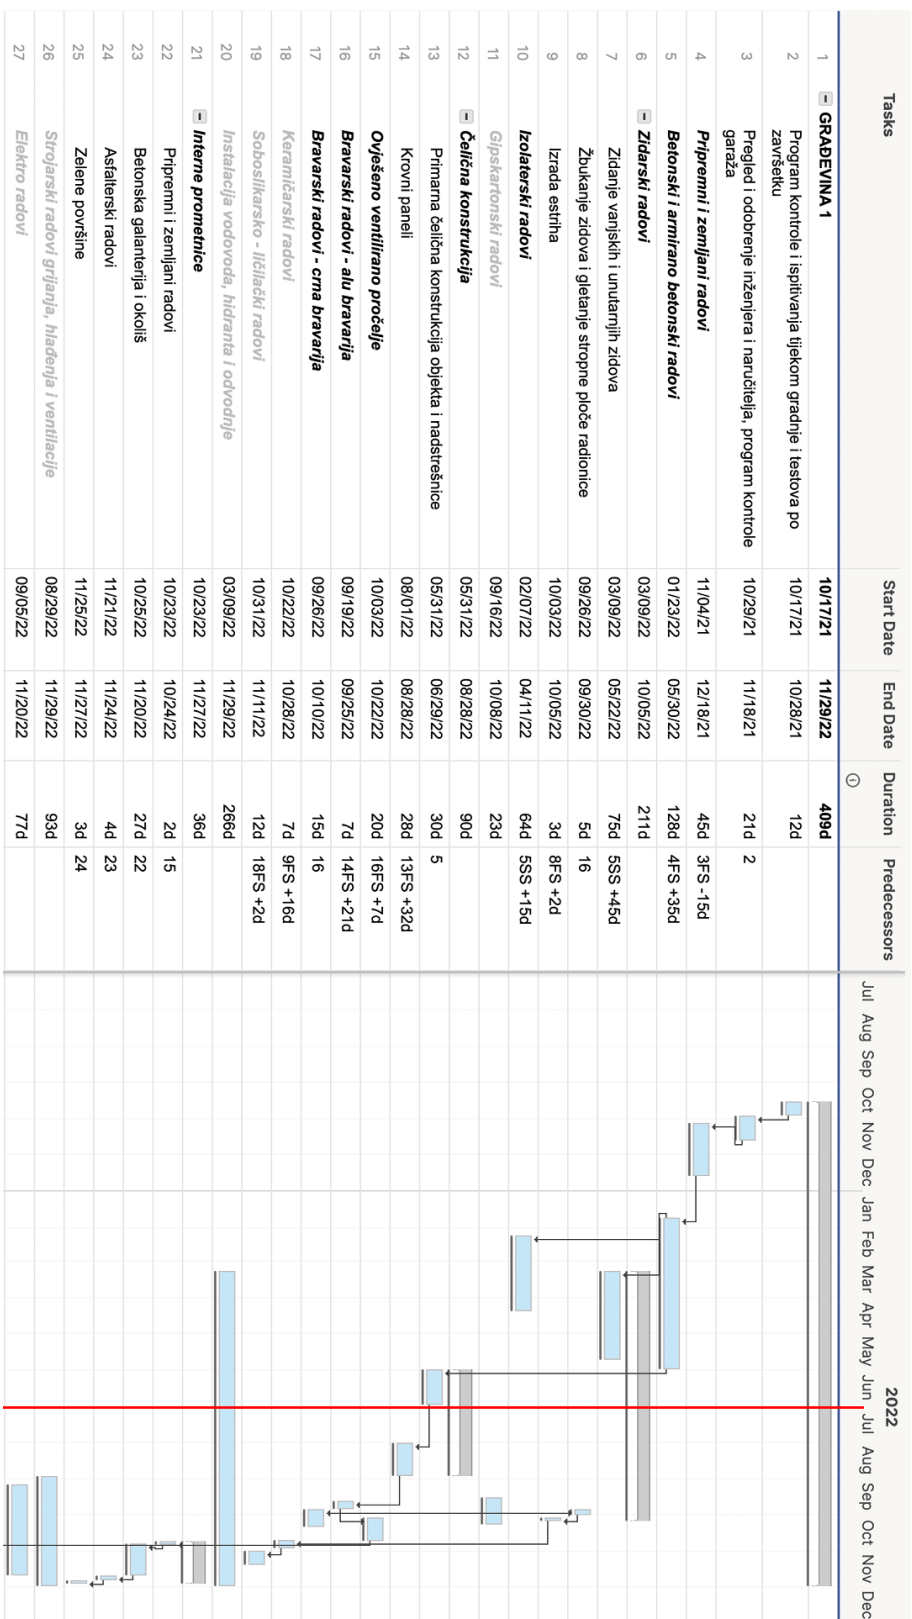 Tasks Start Date End Date Duration Predecessors 2022
Jul Aug Sep Oct Nov Dec Jan Feb Mar Apr May Jun Jul Aug Sep Oct Nov Dec
1 GRAĐEVINA 1 10/17/21 11/29/22 409d
2 Program kontrole i ispitivanja tijekom gradnje i testova po
završetku 10/17/21 10/28/21 12d
3 Pregled i odobrenje inženjera i naručitelja, program kontrole
garaža 10/29/21 11/18/21 21d 2
4 Pripremni i zemljani radovi 11/04/21 12/18/21 45d 3FS -15d
5 Betonski i armirano betonski radovi 01/23/22 05/30/22 128d 4FS +35d
6 Zidarski radovi 03/09/22 10/05/22 211d
7 Zidanje vanjskih i unutarnjih zidova 03/09/22 05/22/22 75d 5SS +45d
8 Žbukanje zidova i gletanje stropne ploče radionice 09/26/22 09/30/22 5d 16
9 Izrada estriha 10/03/22 10/05/22 3d 8FS +2d
10 Izolaterski radovi 02/07/22 04/11/22 64d 5SS +15d
11 Gipskartonski radovi 09/16/22 10/08/22 23d
12 Čelična konstrukcija 05/31/22 08/28/22 90d
13 Primarna čelična konstrukcija objekta i nadstrešnice 05/31/22 06/29/22 30d 5
14 Krovni paneli 08/01/22 08/28/22 28d 13FS +32d
15 Ovješeno ventilirano pročelje 10/03/22 10/22/22 20d 16FS +7d
16 Bravarski radovi - alu bravarija 09/19/22 09/25/22 7d 14FS +21d
17 Bravarski radovi - crna bravarija 09/26/22 10/10/22 15d 16
18 Keramičarski radovi 10/22/22 10/28/22 7d 9FS +16d
19 Soboslikarsko - ličilački radovi 10/31/22 11/11/22 12d 18FS +2d
20 Instalacija vodovoda, hidranta i odvodnje 03/09/22 11/29/22 266d
21 Interne prometnice 10/23/22 11/27/22 36d
22 Pripremni i zemljani radovi 10/23/22 10/24/22 2d 15
23 Betonska galanterija i okoliš 10/25/22 11/20/22 27d 22
24 Asfalterski radovi 11/21/22 11/24/22 4d 23
25 Zelene površine 11/25/22 11/27/22 3d 24
26 Strojarski radovi grijanja, hlađenja i ventilacije 08/29/22 11/29/22 93d
27 Elektro radovi 09/05/22 11/20/22 77d